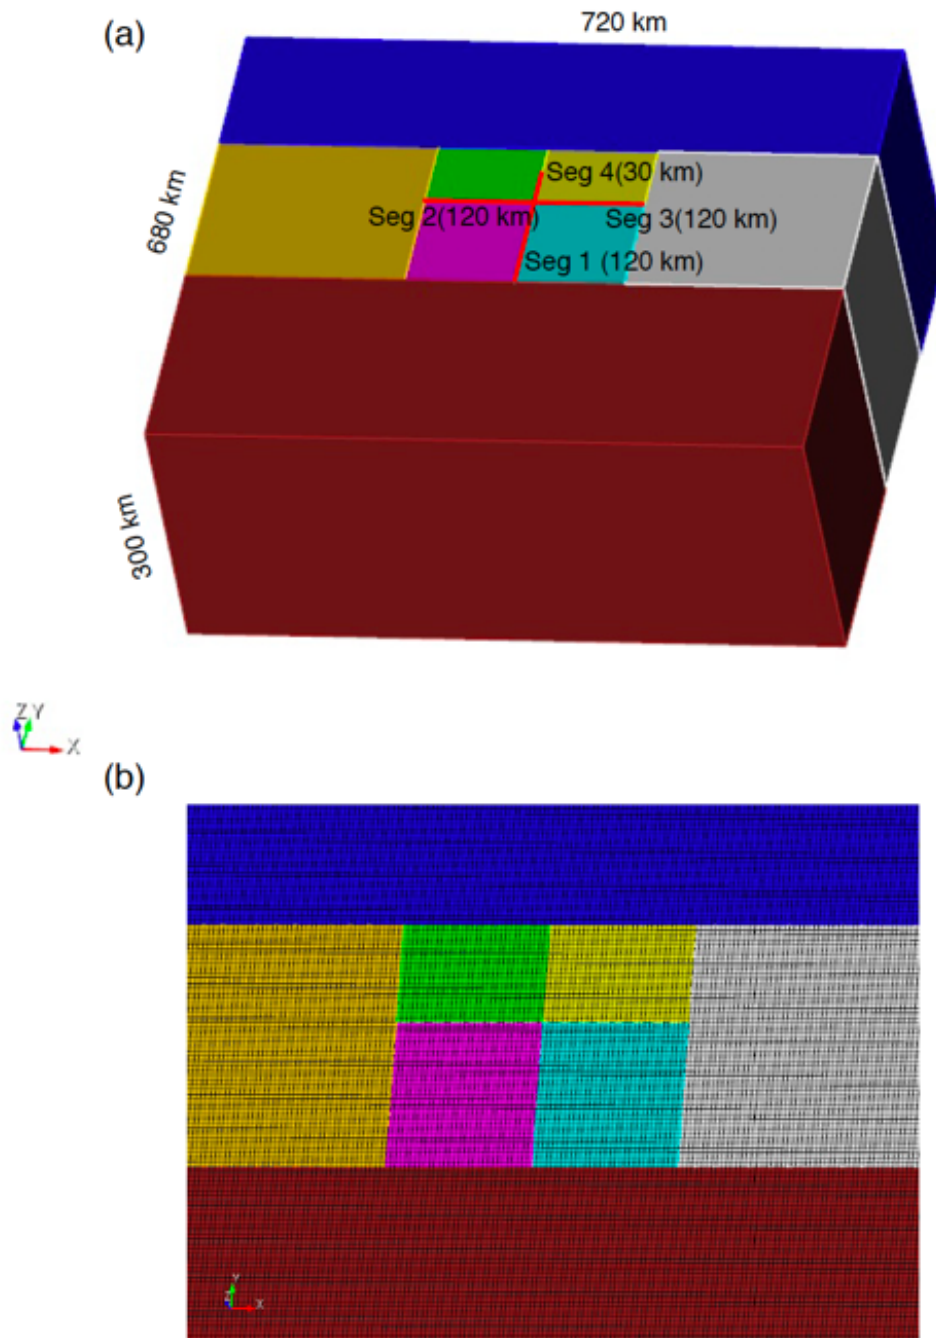 (a)
720 km
680 km
Seg 4(30 km)
Seg 2(120 km)
Seg 3(120 km)
Seg 1 (120 km)
300 km
Z Y
X
(b)
Y
Z
X